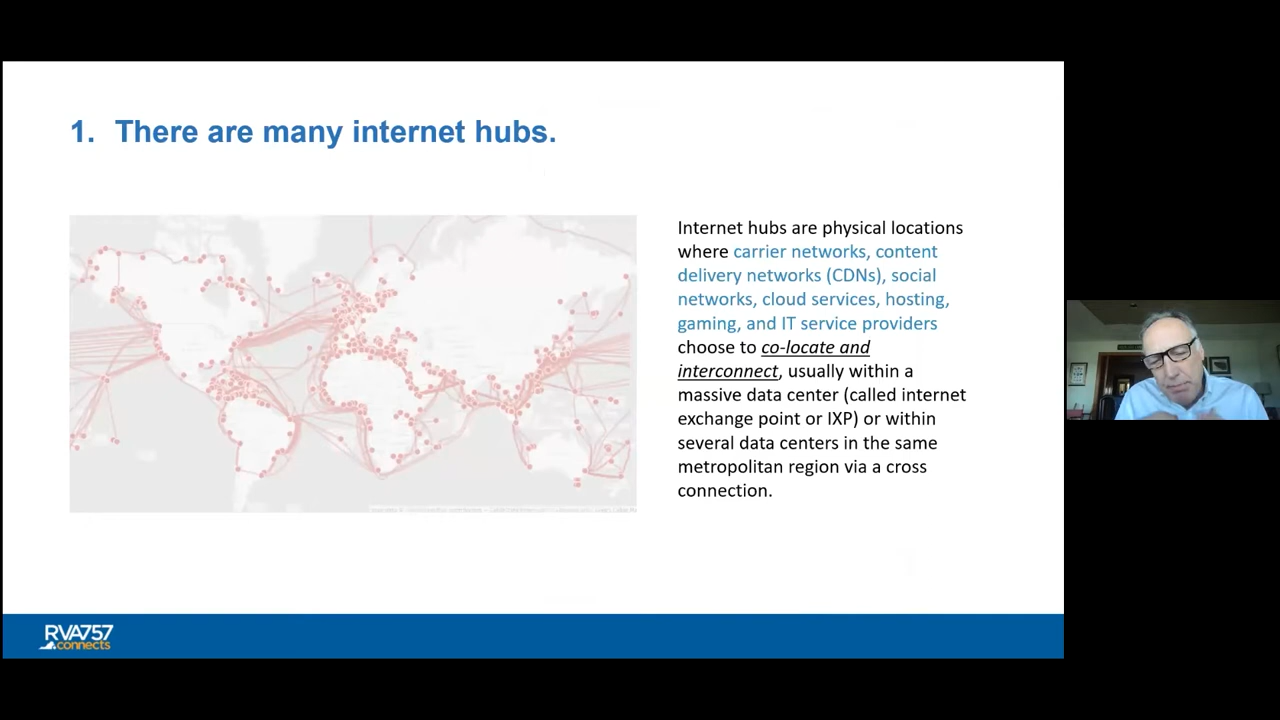 1. There are many internet hubs.
Internet hubs are physical locations
where carrier networks, content
delivery networks (CDNs), social
networks, cloud services, hosting,
gaming, and IT service providers
choose to co-locate and
interconnect, usually within a
massive data center (called internet
exchange point or IXP) or within
several data centers in the same
metropolitan region via a cross
connection.
RVA757
connects